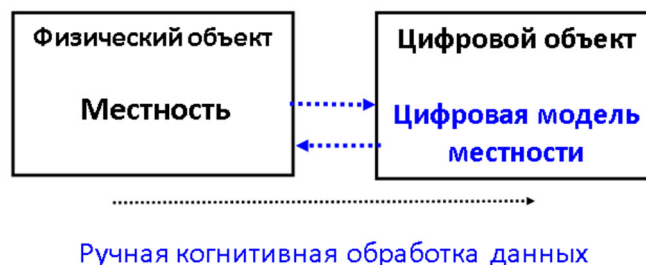 Физический объект
Местность
Цифровой объект
Цифровая модель
местности
Ручная когнитивная обработка данных